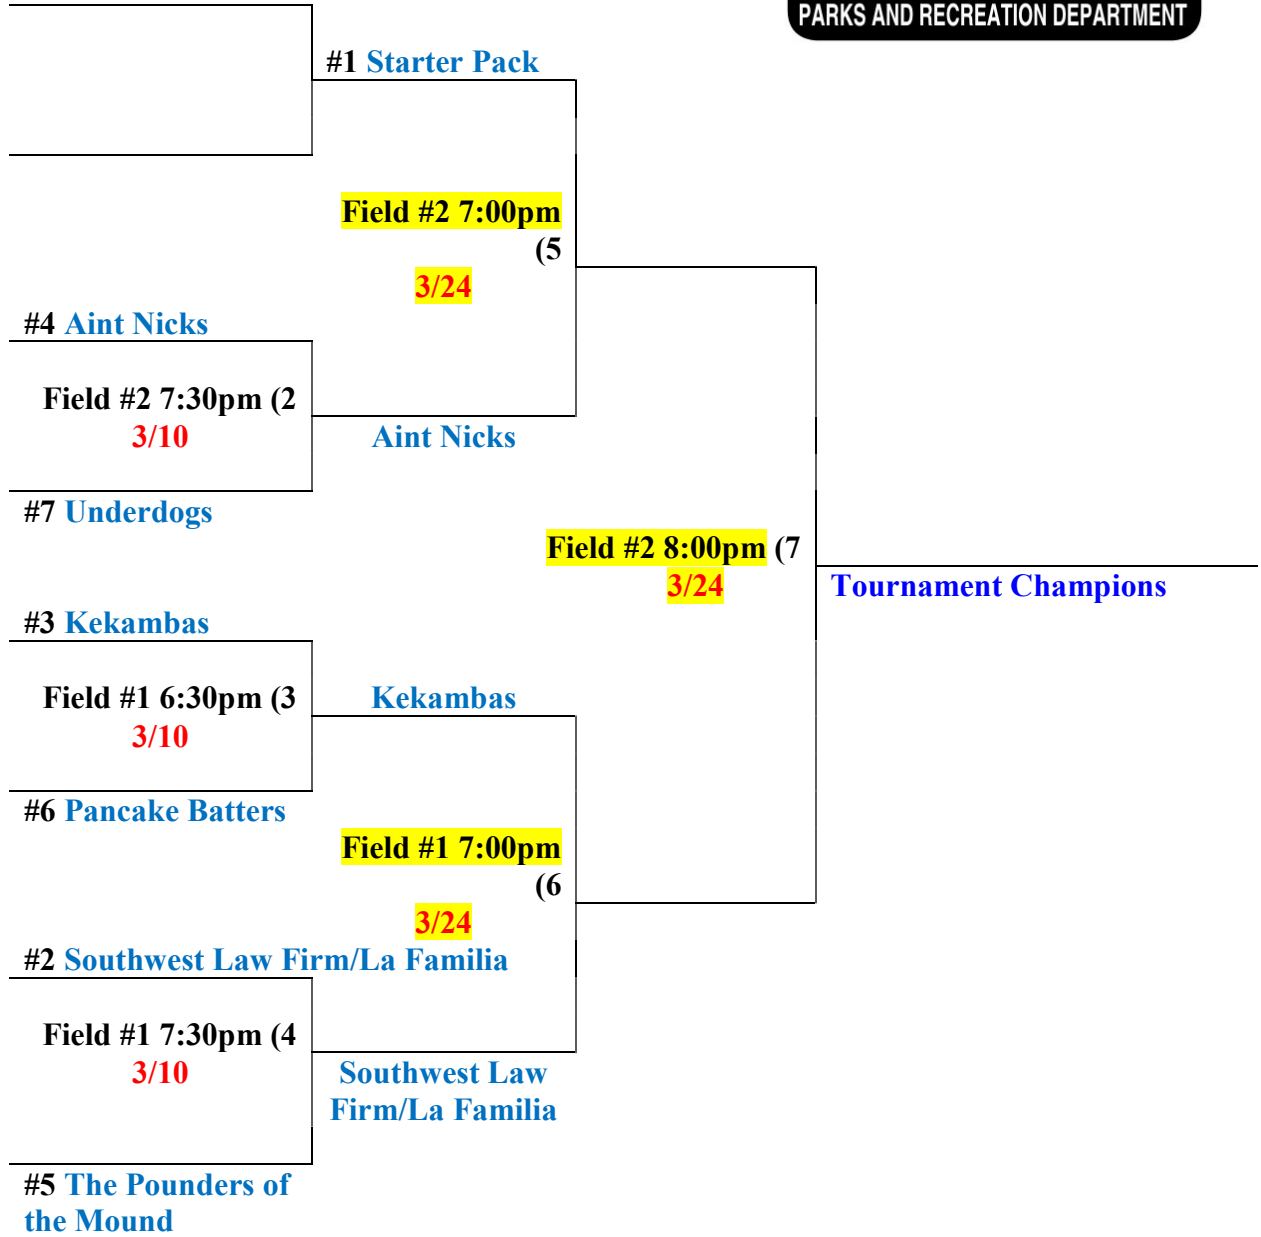 PARKS AND RECREATION DEPARTMENT
#1 Starter Pack
Field #2 7:00pm
(5
3/24
#4 Aint Nicks
Field #2 7:30pm (2
3/10
Aint Nicks
#7 Underdogs
Field #2 8:00pm (7
3/24
Tournament Champions
#3 Kekambas
Field #1 6:30pm (3
3/10
Kekambas
#6 Pancake Batters
Field #1 7:00pm
(6
3/24
#2 Southwest Law Firm/La Familia
Field #1 7:30pm (4
3/10
Southwest Law
Firm/La Familia
#5 The Pounders of
the Mound